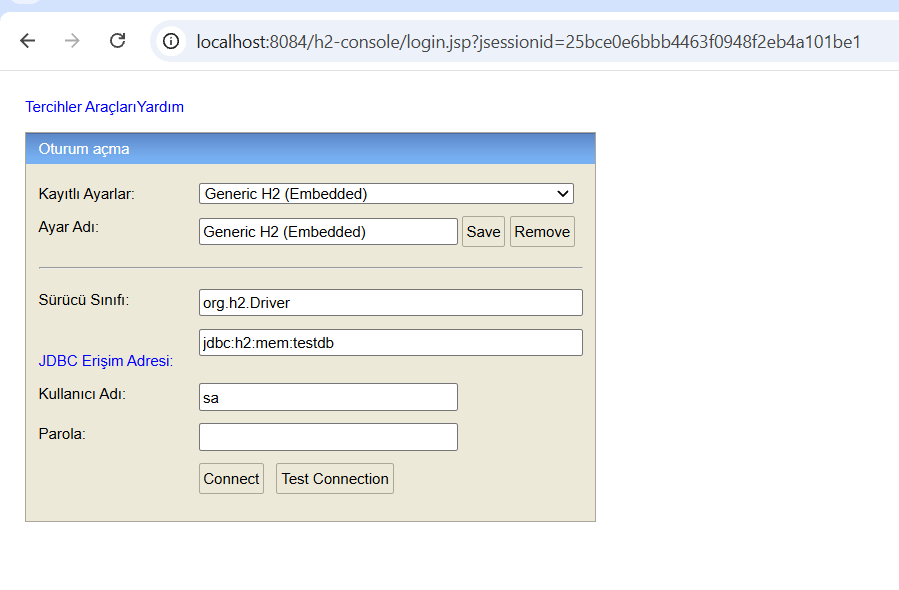 localhost:8084/h2-console/login.jsp?jsessionid=25bce0e6bbb4463f0948f2eb4a101be1
Tercihler AraçlarıYardım
Oturum açma
Kayıtlı Ayarlar: Generic H2 (Embedded)
Ayar Adı: Generic H2 (Embedded) Save Remove
Sürücü Sınıfı: org.h2.Driver
jdbc:h2:mem:testdb
JDBC Erişim Adresi:
Kullanıcı Adı: sa
Parola:
Connect Test Connection